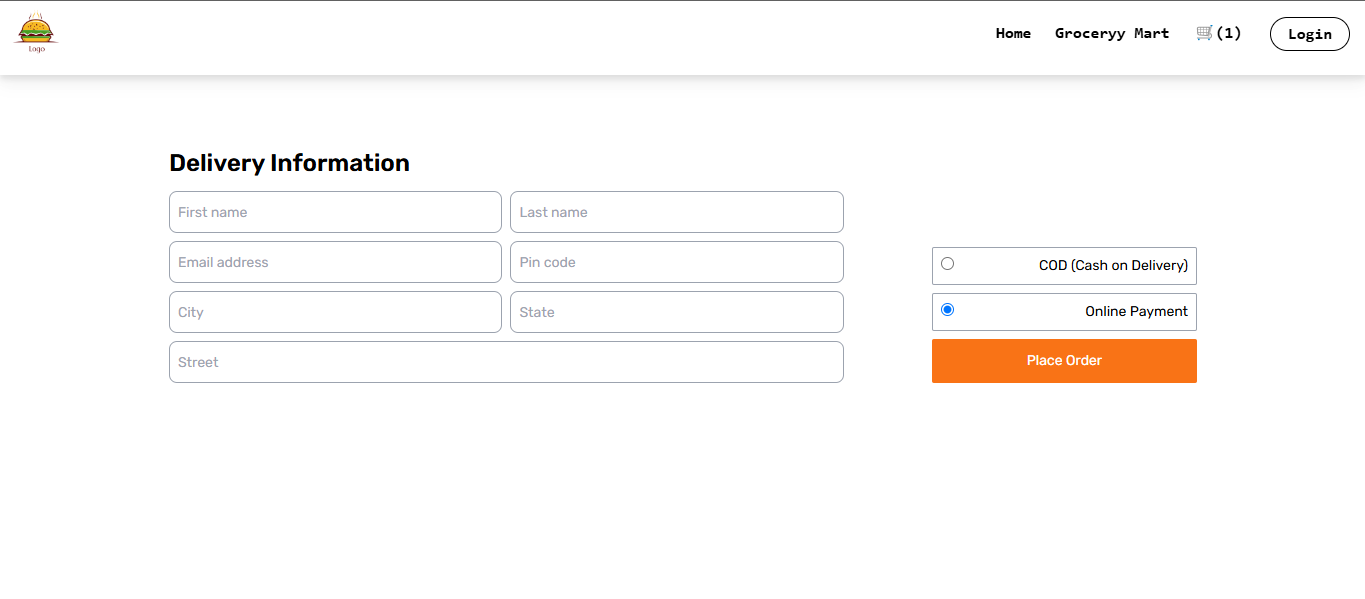 Logo
Home Groceryy Mart 🛒(1) Login
Delivery Information
First name Last name
Email address Pin code
City State
Street
COD (Cash on Delivery)
Online Payment
Place Order